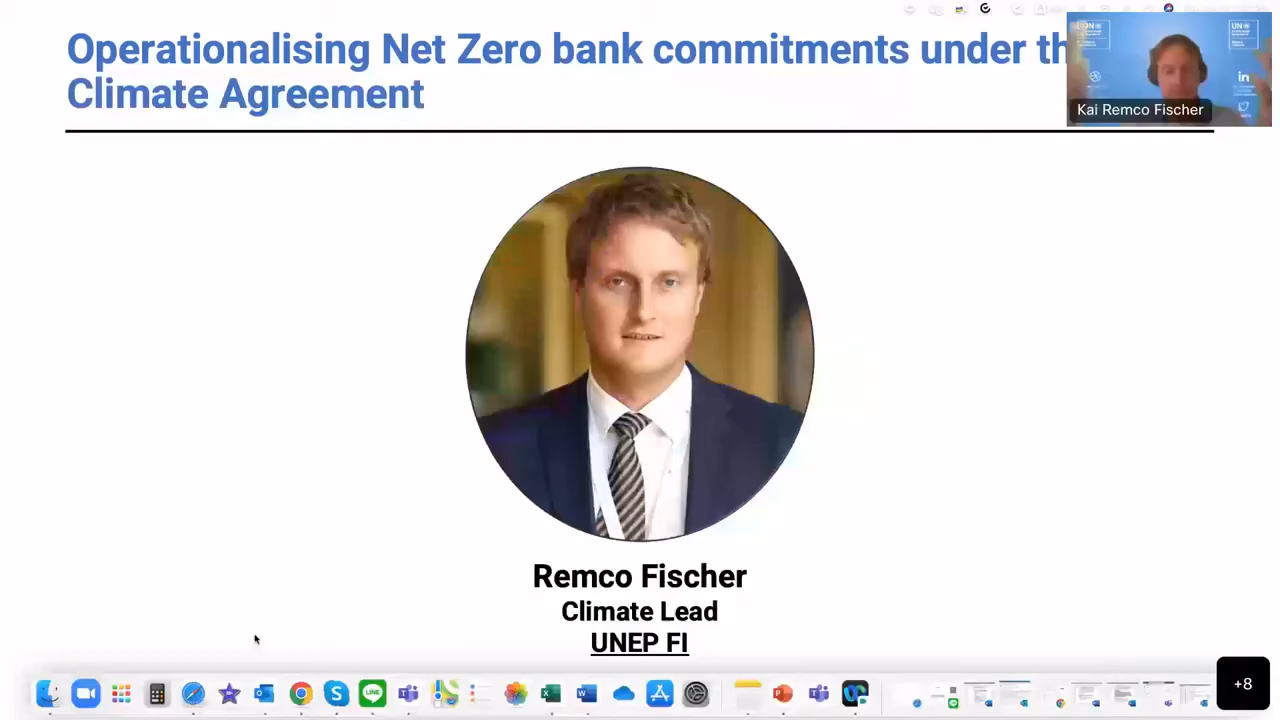 Operationalising Net Zero bank commitments under th
Climate Agreement
UN
Kai Remco Fischer
Remco Fischer
Climate Lead
UNEP FI
+8